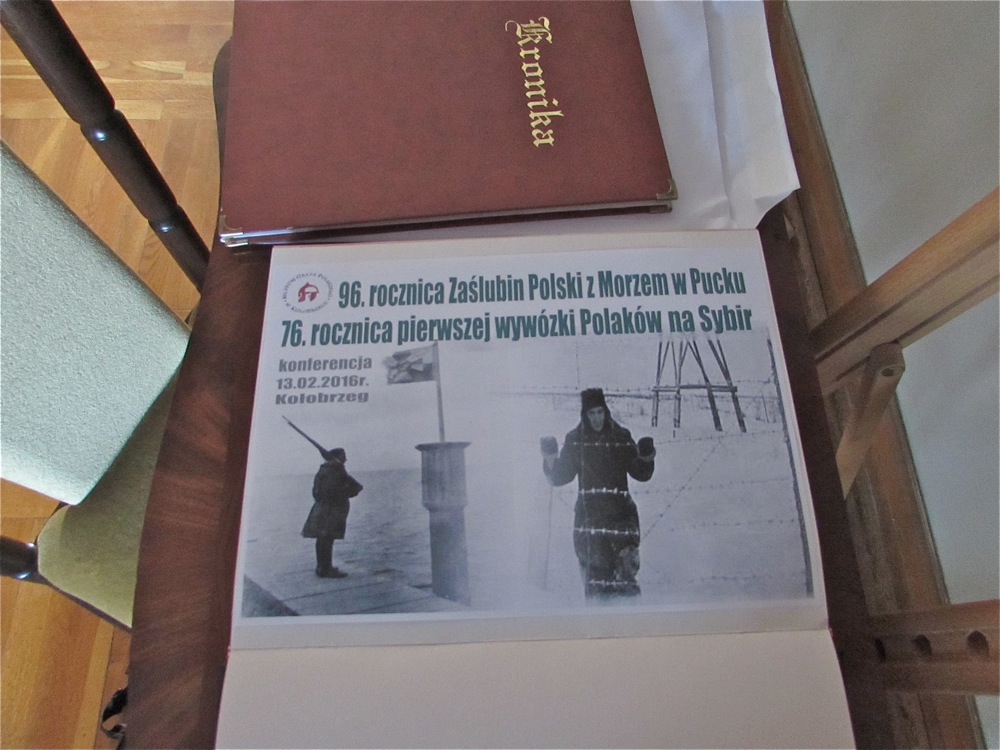 Kronika
96. rocznica Zaślubin Polski z Morzem w Pucku
76. rocznica pierwszej wywózki Polaków na Sybir
konferencja
13.02.2016r.
Kołobrzeg